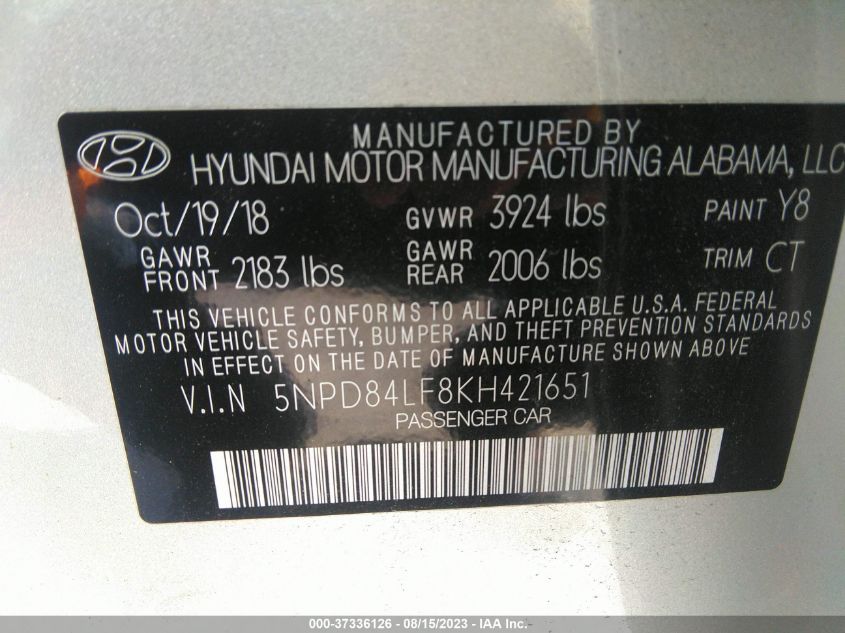 MANUFACTURED BY
HYUNDAI MOTOR MANUFACTURING ALABAMA, LLC
Oct/19/18 GVWR 3924 lbs PAINT Y8
GAWR FRONT 2183 lbs GAWR REAR 2006 lbs TRIM CT
THIS VEHICLE CONFORMS TO ALL APPLICABLE U.S.A. FEDERAL
MOTOR VEHICLE SAFETY, BUMPER, AND THEFT PREVENTION STANDARDS
IN EFFECT ON THE DATE OF MANUFACTURE SHOWN ABOVE
V.I.N 5NPD84LF8KH421651
PASSENGER CAR
000-37336126 - 08/15/2023 - IAA Inc.